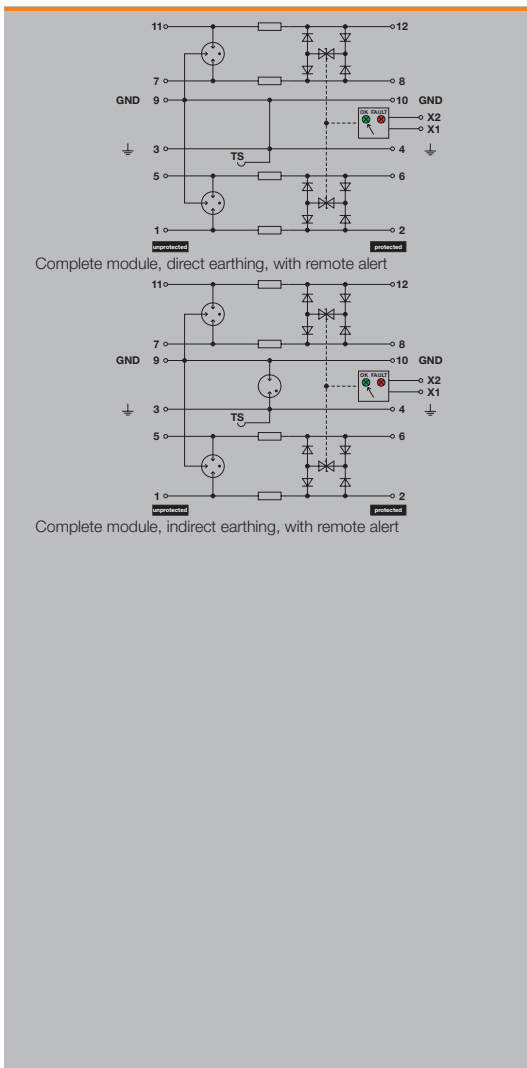 11 12
7 8
GND 9 10 GND
OK FAULT
X2
X1
3 4
TS
5 6
1 2
unprotected protected
Complete module, direct earthing, with remote alert
11 12
7 8
GND 9 10 GND
OK FAULT
X2
X1
3 4
TS
5 6
1 2
unprotected protected
Complete module, indirect earthing, with remote alert